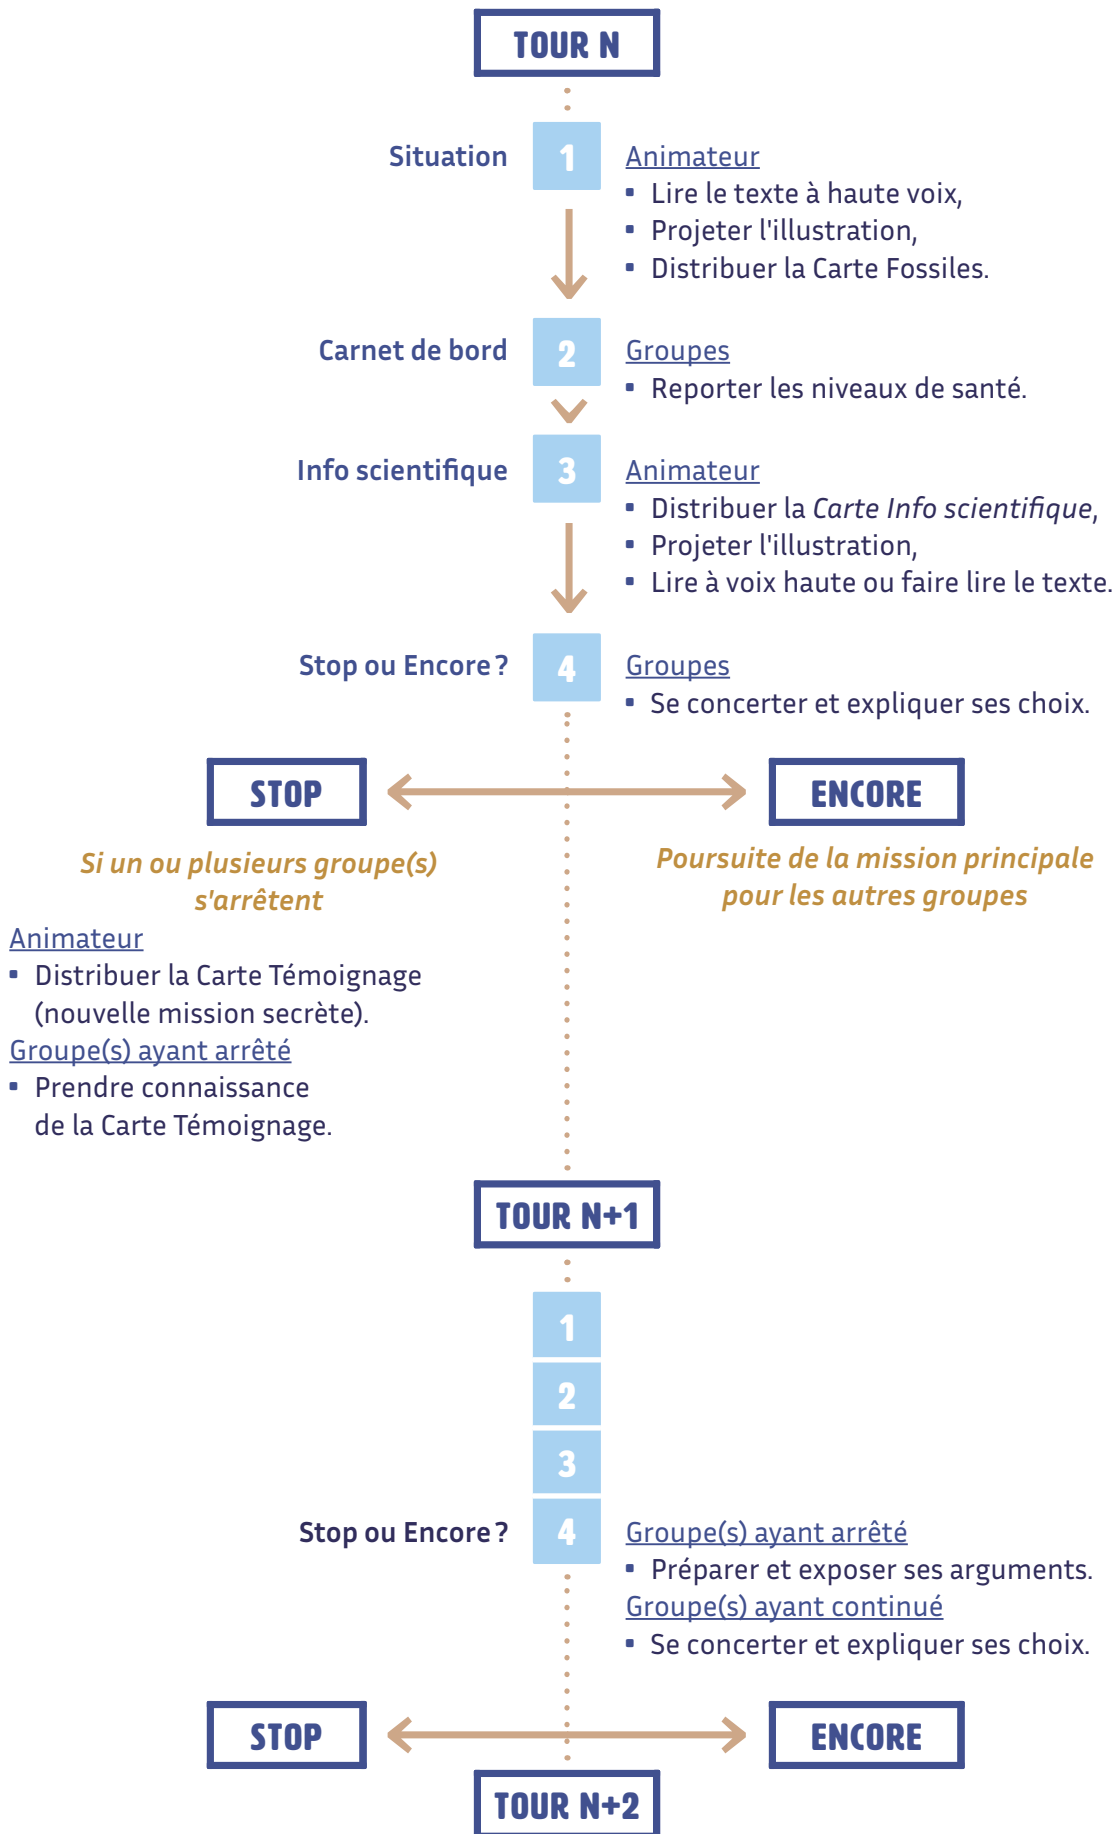 TOUR N
Situation
1
Animateur
▪ Lire le texte à haute voix,
▪ Projeter l'illustration,
▪ Distribuer la Carte Fossiles.
Carnet de bord
2
Groupes
▪ Reporter les niveaux de santé.
Info scientifique
3
Animateur
▪ Distribuer la Carte Info scientifique,
▪ Projeter l'illustration,
▪ Lire à voix haute ou faire lire le texte.
Stop ou Encore ?
4
Groupes
▪ Se concerter et expliquer ses choix.
STOP
Si un ou plusieurs groupe(s)
s'arrêtent
Animateur
▪ Distribuer la Carte Témoignage
(nouvelle mission secrète).
Groupe(s) ayant arrêté
▪ Prendre connaissance
de la Carte Témoignage.
ENCORE
Poursuite de la mission principale
pour les autres groupes
TOUR N+1
1
2
3
Stop ou Encore ?
4
Groupe(s) ayant arrêté
▪ Préparer et exposer ses arguments.
Groupe(s) ayant continué
▪ Se concerter et expliquer ses choix.
STOP
ENCORE
TOUR N+2